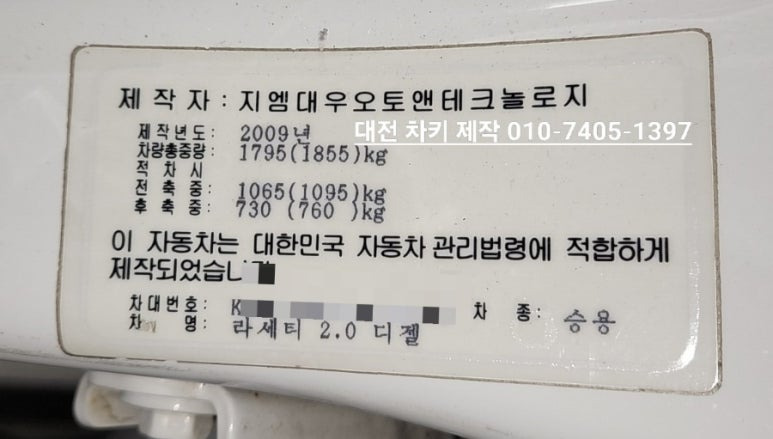 제작자: 지엠대우오토앤테크놀로지
제작년도: 2009년
대전 차키 제작 010-7405-1397
차량총중량: 1795(1855)kg
적차시
전축중: 1065(1095)kg
후축중: 730 (760 )kg
이 자동차는 대한민국 자동차관리법령에 적합하게
제작되었습니
차대번호: K 차 종: 승용
차 명: 라세티 2.0 디젤